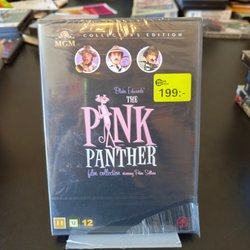 MGM
COLLECTOR'S EDITION
199:-
Blake Edwards'
THE
PINK
PANTHER
film collection starring Peter Sellers
12